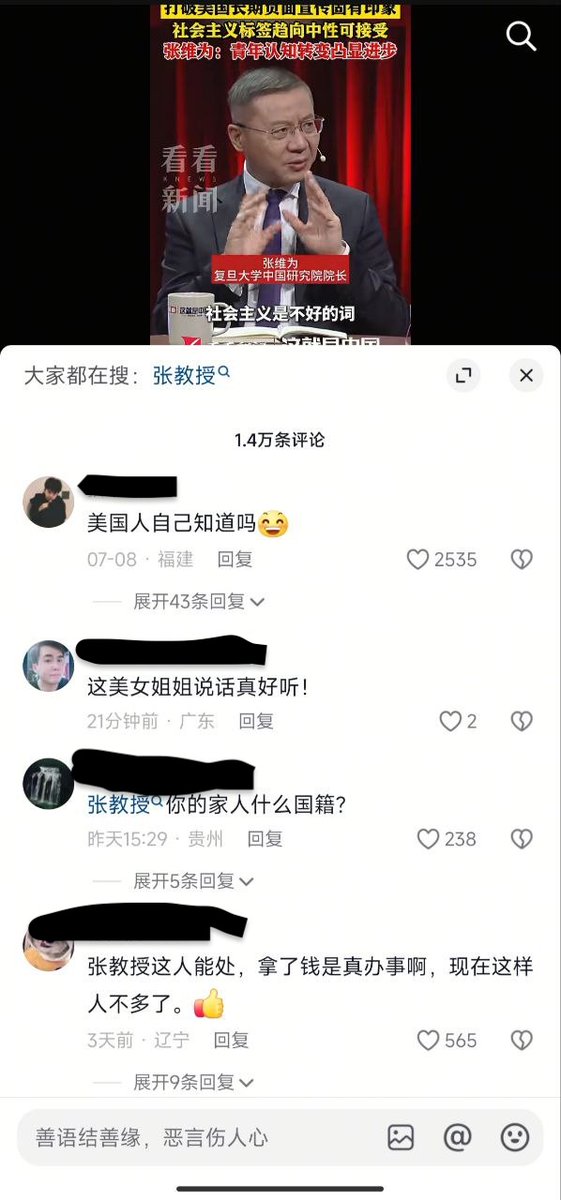 打破美国长期负面宣传固有印象
社会主义标签趋向中性可接受
张维为：青年认知转变凸显进步
看看
KNEWS
新闻
张维为
复旦大学中国研究院院长
这就是中国
社会主义是不好的词
这就是中国
大家都在搜：张教授
1.4万条评论
美国人自己知道吗😄
07-08 · 福建 回复
2535
展开43条回复
这美女姐姐说话真好听！
21分钟前 · 广东 回复
2
张教授你的家人什么国籍？
昨天15:29 · 贵州 回复
238
展开5条回复
张教授这人能处，拿了钱是真办事啊，现在这样
人不多了。👍
3天前 · 辽宁 回复
565
展开9条回复
善语结善缘，恶言伤人心